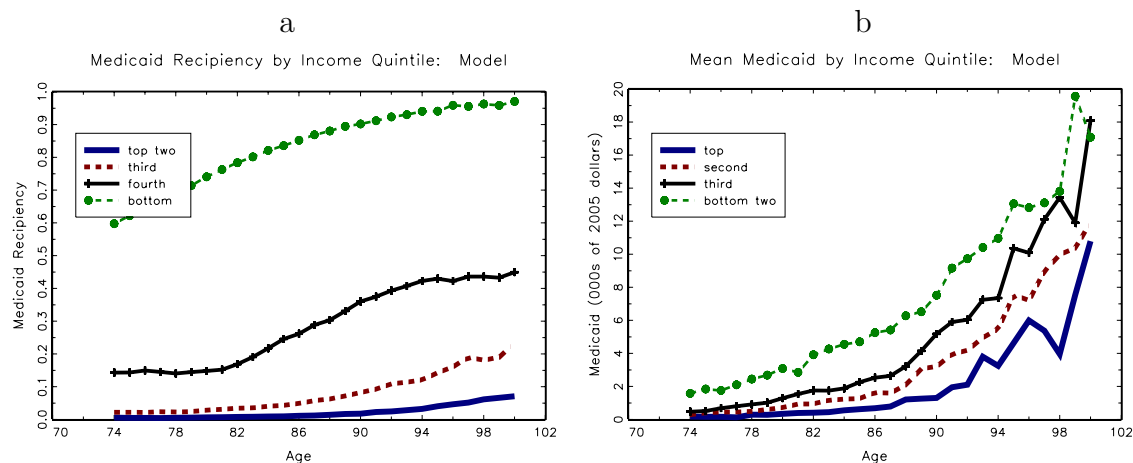 a
Medicaid Recipiency by Income Quintile: Model
Medicaid Recipiency
0.0 0.1 0.2 0.3 0.4 0.5 0.6 0.7 0.8 0.9 1.0
top two
third
fourth
bottom
70 74 78 82 86 90 94 98 102
Age
b
Mean Medicaid by Income Quintile: Model
Medicaid (000s of 2005 dollars)
0 2 4 6 8 10 12 14 16 18 20
top
second
third
bottom two
70 74 78 82 86 90 94 98 102
Age